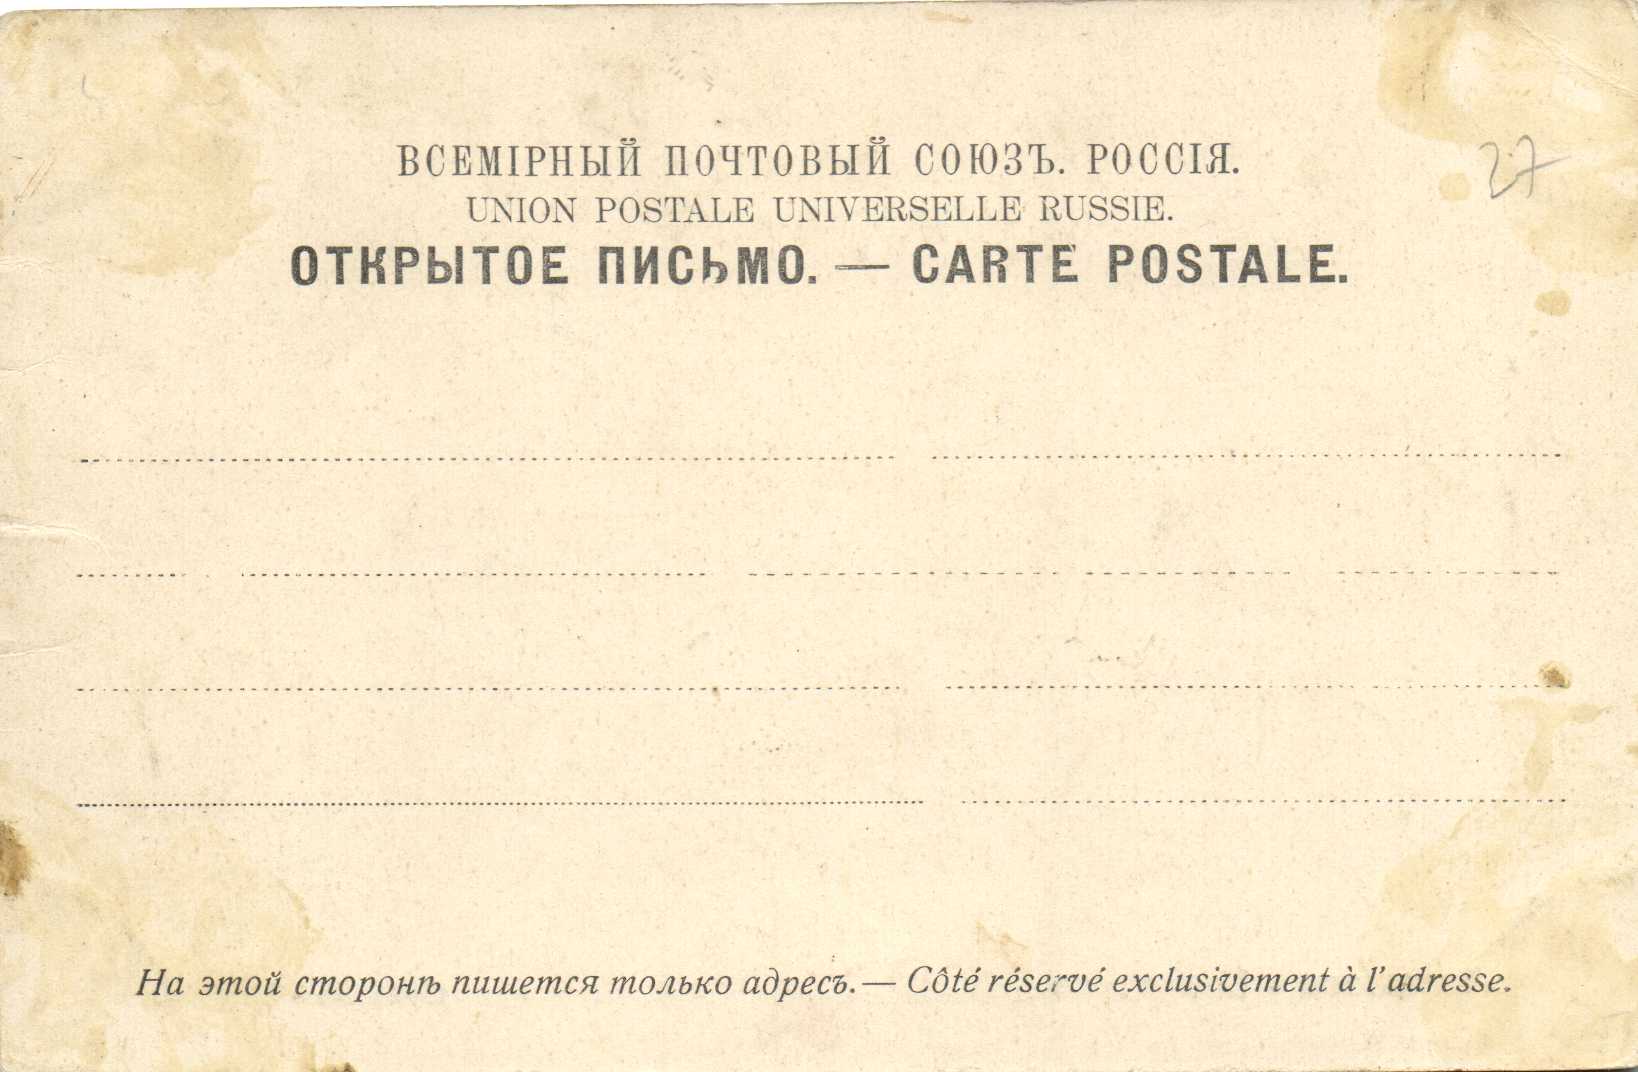 ВСЕМІРНЫЙ ПОЧТОВЫЙ СОЮЗЪ. РОССІЯ.
27
UNION POSTALE UNIVERSELLE RUSSIE.
ОТКРЫТОЕ ПИСЬМО. — CARTE POSTALE.
На этой сторонѣ пишется только адресъ. — Côté réservé exclusivement à l'adresse.